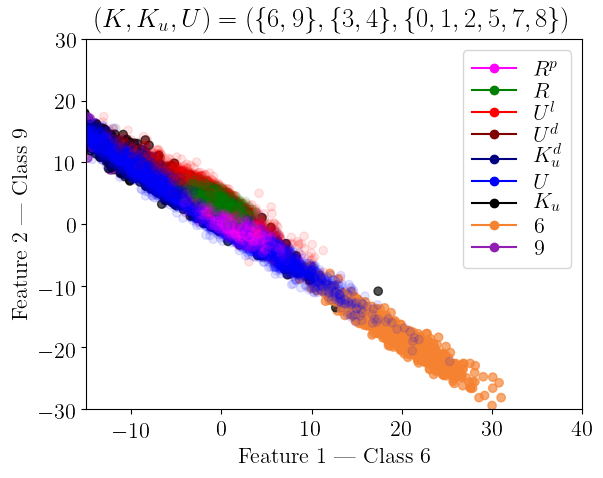 (K, K_u, U) = ({6, 9}, {3, 4}, {0, 1, 2, 5, 7, 8})
30
20
10
0
−10
−20
−30
−10
0
10
20
30
40
Feature 2 — Class 9
Feature 1 — Class 6
R^p
R
U^l
U^d
K_u^d
U
K_u
6
9